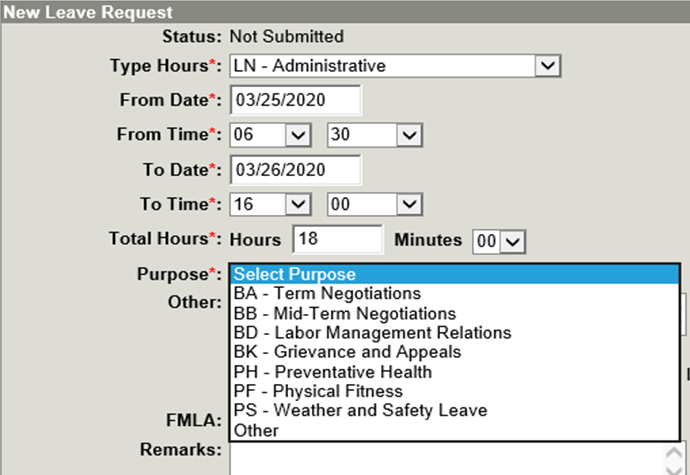 New Leave Request
Status: Not Submitted
Type Hours*: LN - Administrative
From Date*: 03/25/2020
From Time*: 06 30
To Date*: 03/26/2020
To Time*: 16 00
Total Hours*: Hours 18 Minutes 00
Purpose*: Select Purpose
BA - Term Negotiations
Other:
BB - Mid-Term Negotiations
BD - Labor Management Relations
BK - Grievance and Appeals
PH - Preventative Health
PF - Physical Fitness
PS - Weather and Safety Leave
FMLA:
Other
Remarks: